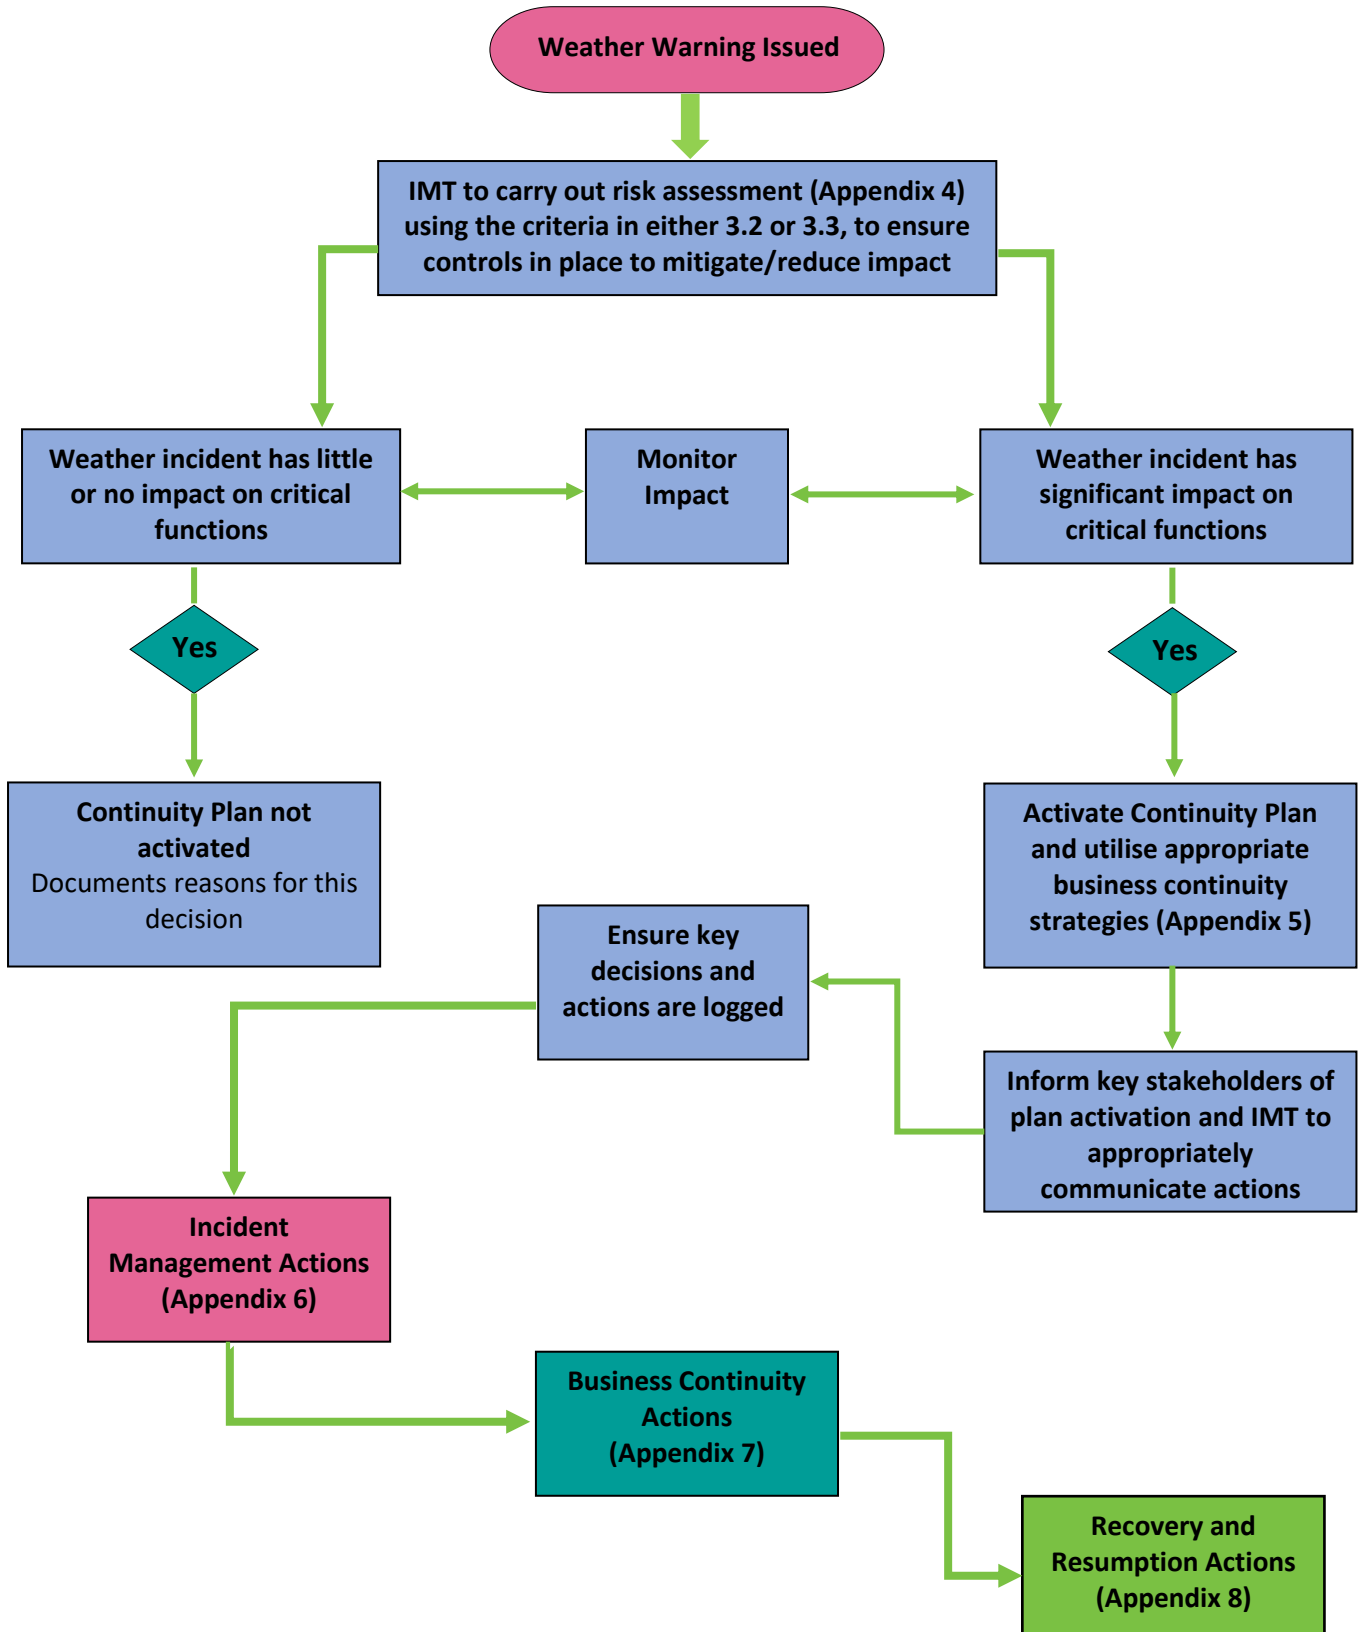 Weather Warning Issued
IMT to carry out risk assessment (Appendix 4)
using the criteria in either 3.2 or 3.3, to ensure
controls in place to mitigate/reduce impact
Weather incident has little
or no impact on critical
functions
Monitor
Impact
Weather incident has
significant impact on
critical functions
Yes
Yes
Continuity Plan not
activated
Documents reasons for this
decision
Activate Continuity Plan
and utilise appropriate
business continuity
strategies (Appendix 5)
Ensure key
decisions and
actions are logged
Inform key stakeholders of
plan activation and IMT to
appropriately
communicate actions
Incident
Management Actions
(Appendix 6)
Business Continuity
Actions
(Appendix 7)
Recovery and
Resumption Actions
(Appendix 8)